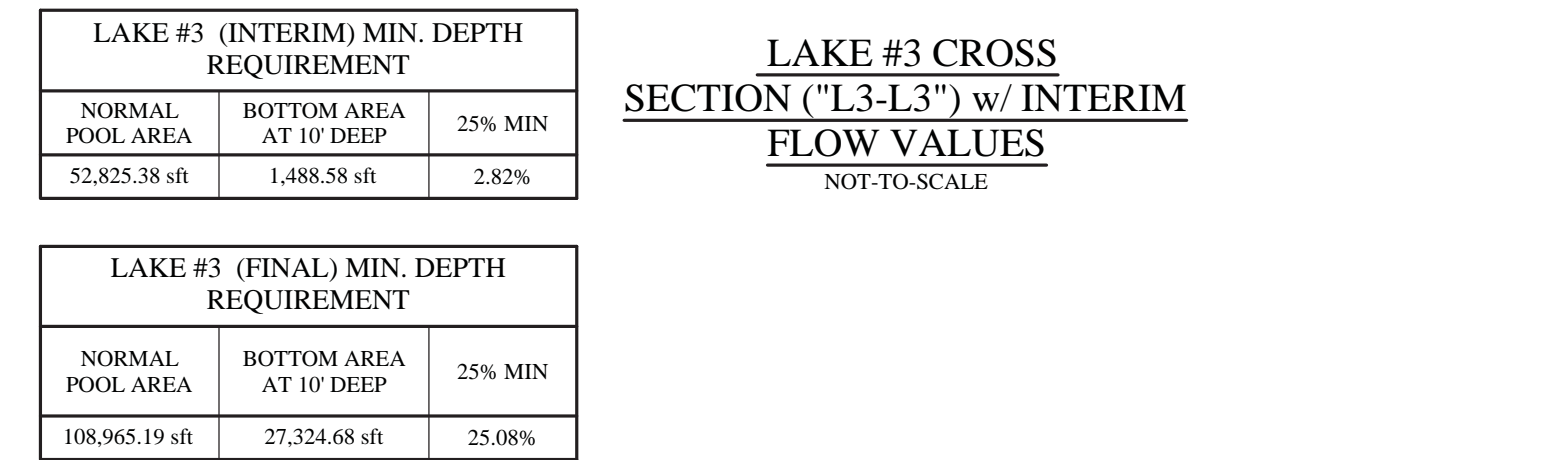 LAKE #3 (INTERIM) MIN. DEPTH
REQUIREMENT
NORMAL
POOL AREA
BOTTOM AREA
AT 10' DEEP
25% MIN
52,825.38 sft
1,488.58 sft
2.82%
LAKE #3 CROSS
SECTION ("L3-L3") w/ INTERIM
FLOW VALUES
NOT-TO-SCALE
LAKE #3 (FINAL) MIN. DEPTH
REQUIREMENT
NORMAL
POOL AREA
BOTTOM AREA
AT 10' DEEP
25% MIN
108,965.19 sft
27,324.68 sft
25.08%